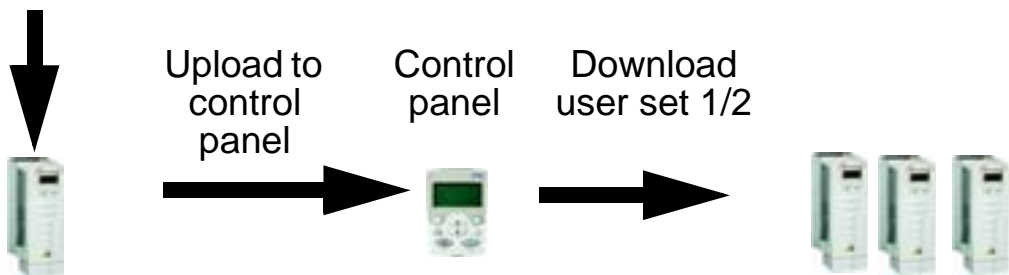 Upload to
control
panel
Control
panel
Download
user set 1/2